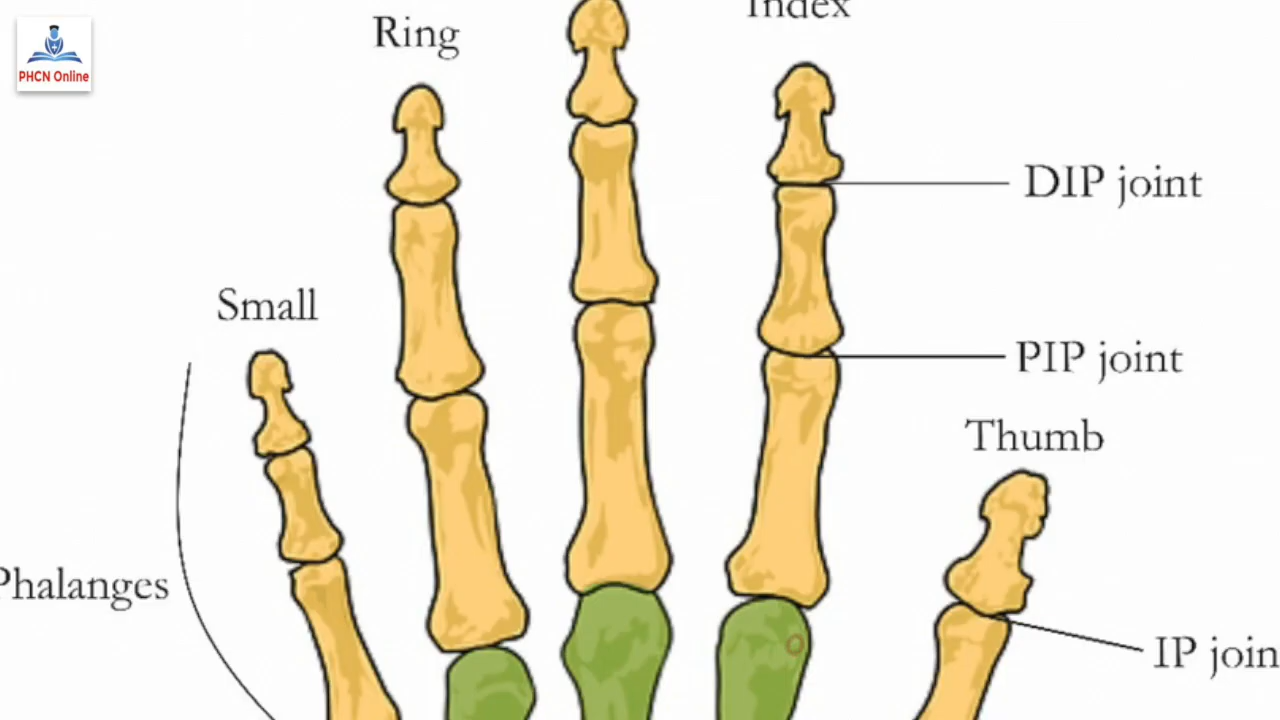 PHCN Online
Ring
Index
DIP joint
Small
PIP joint
Thumb
Phalanges
IP join